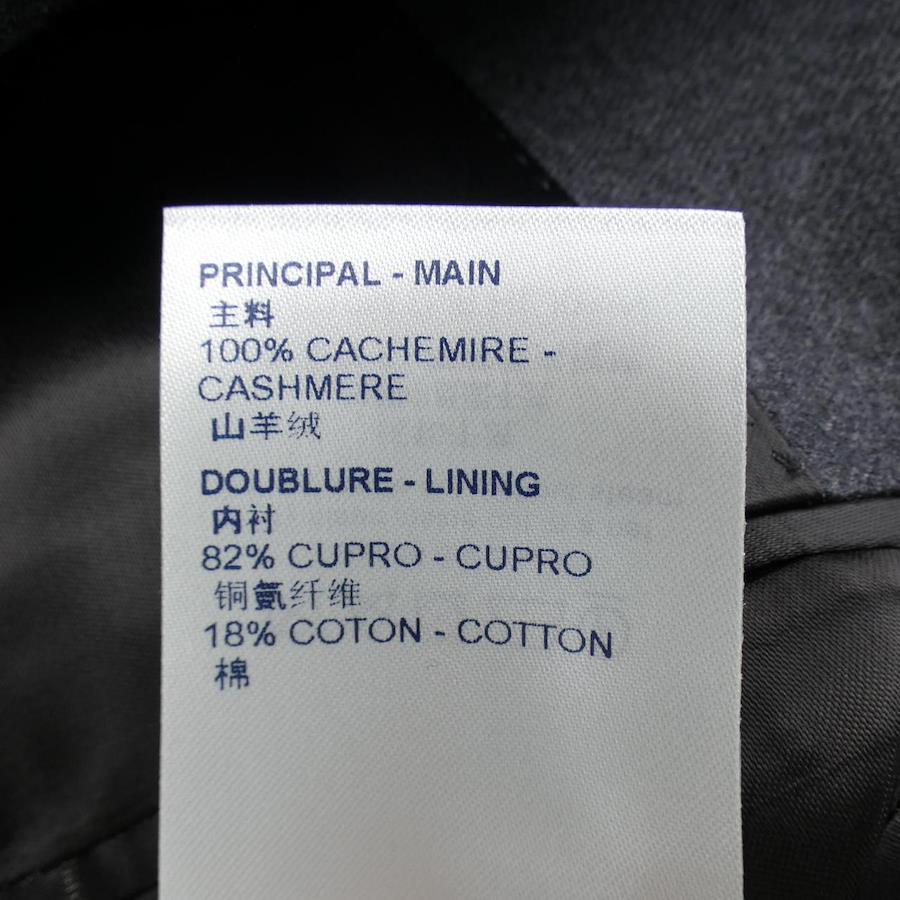 PRINCIPAL - MAIN
主料
100% CACHEMIRE -
CASHMERE
山羊绒
DOUBLURE - LINING
内衬
82% CUPRO - CUPRO
铜氨纤维
18% COTON - COTTON
棉